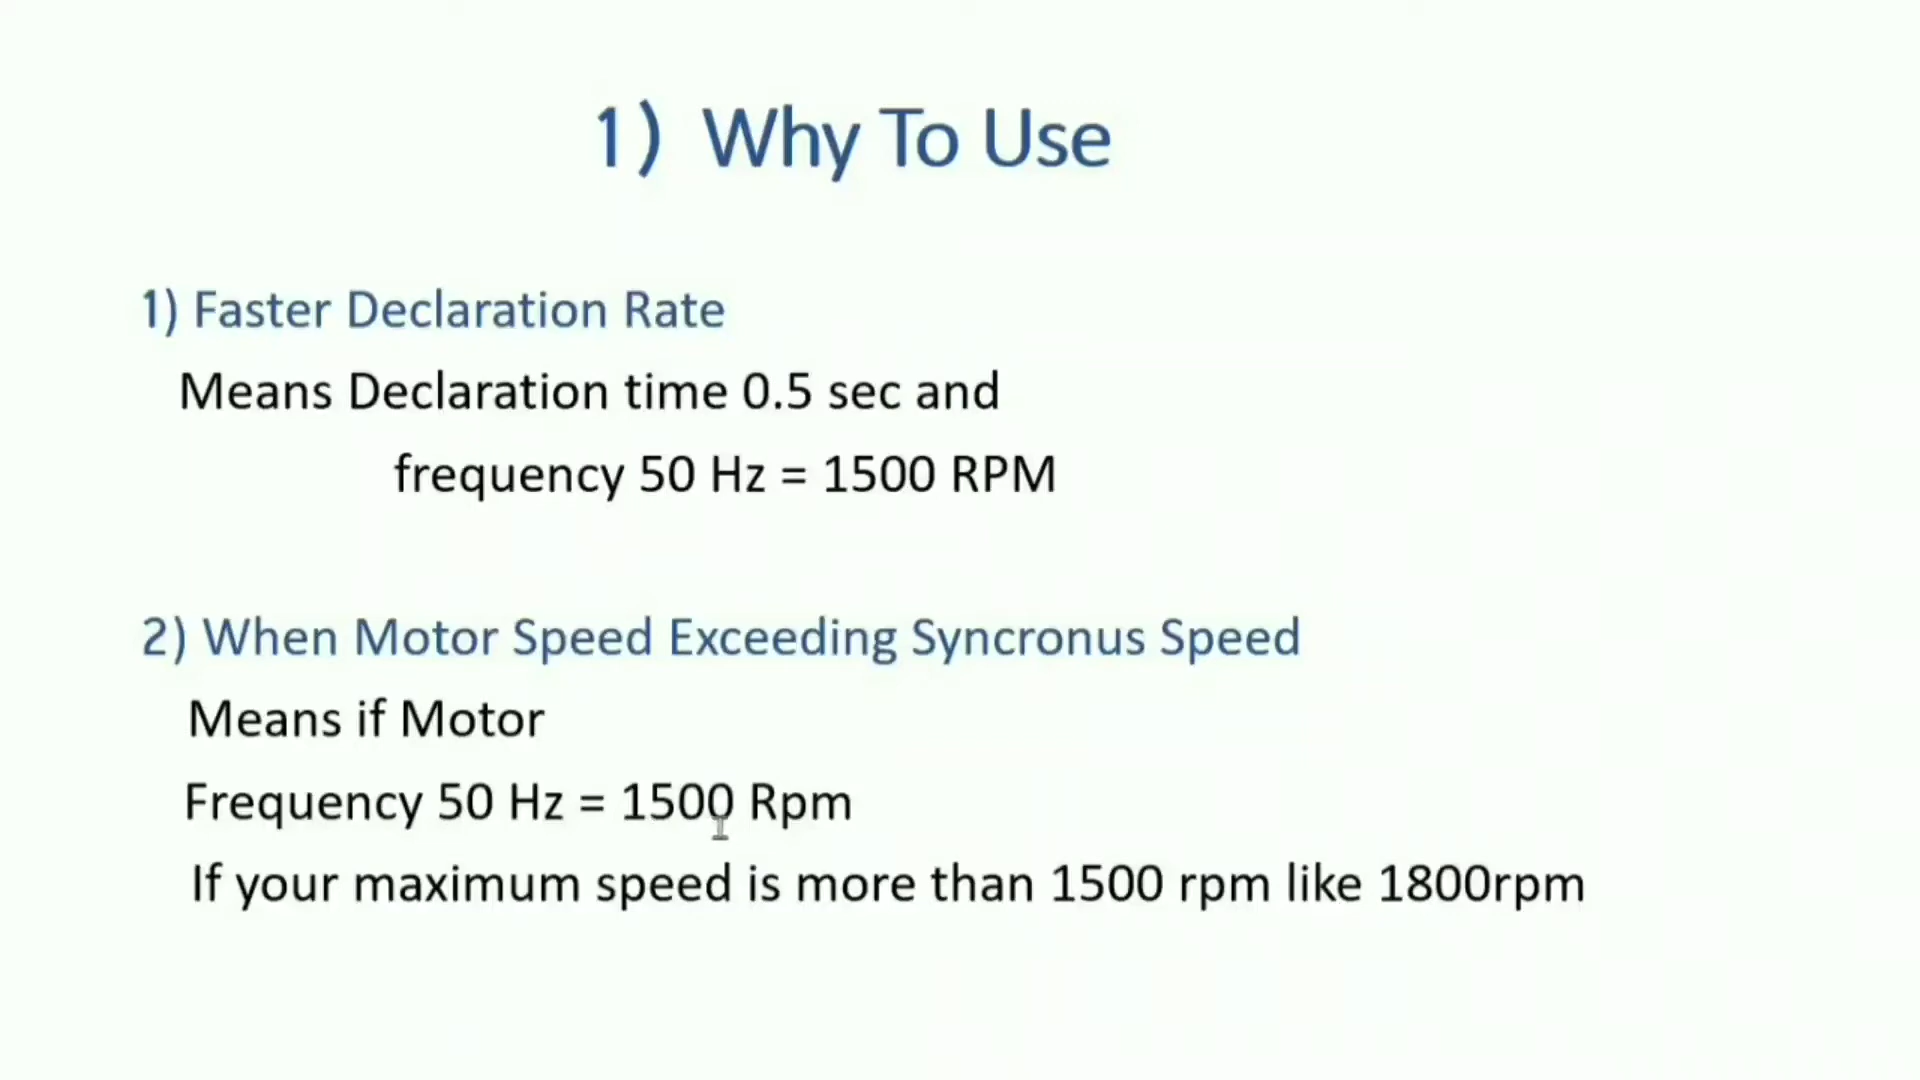 1) Why To Use
1) Faster Declaration Rate
Means Declaration time 0.5 sec and
frequency 50 Hz = 1500 RPM
2) When Motor Speed Exceeding Syncronus Speed
Means if Motor
Frequency 50 Hz = 1500 Rpm
If your maximum speed is more than 1500 rpm like 1800rpm